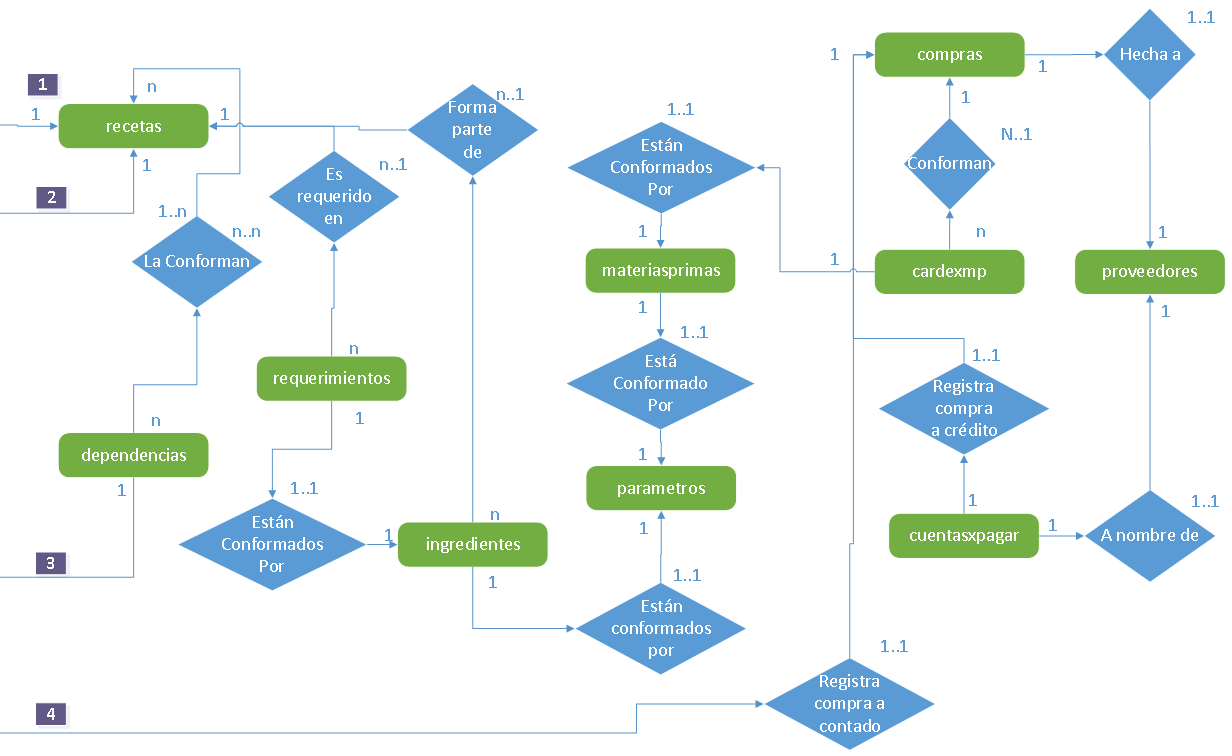 1..1
compras
1
1
Hecha a
1
n
1
1
recetas
1
Forma
parte
de
n..1
1..1
Están
Conformados
Por
1
Conforman
N..1
2
1
Es
requerido
en
n..1
1..n
n..n
La Conforman
1
1
n
1
materiasprimas
cardexmp
proveedores
1
1
1..1
Está
Conformado
Por
1..1
Registra
compra
a crédito
n
requerimientos
1
n
dependencias
1
1
parametros
1
1..1
Están
Conformados
Por
1
n
ingredientes
1
1
cuentasxpagar
1
1..1
A nombre de
3
1..1
Están
conformados
por
1..1
Registra
compra a
contado
4